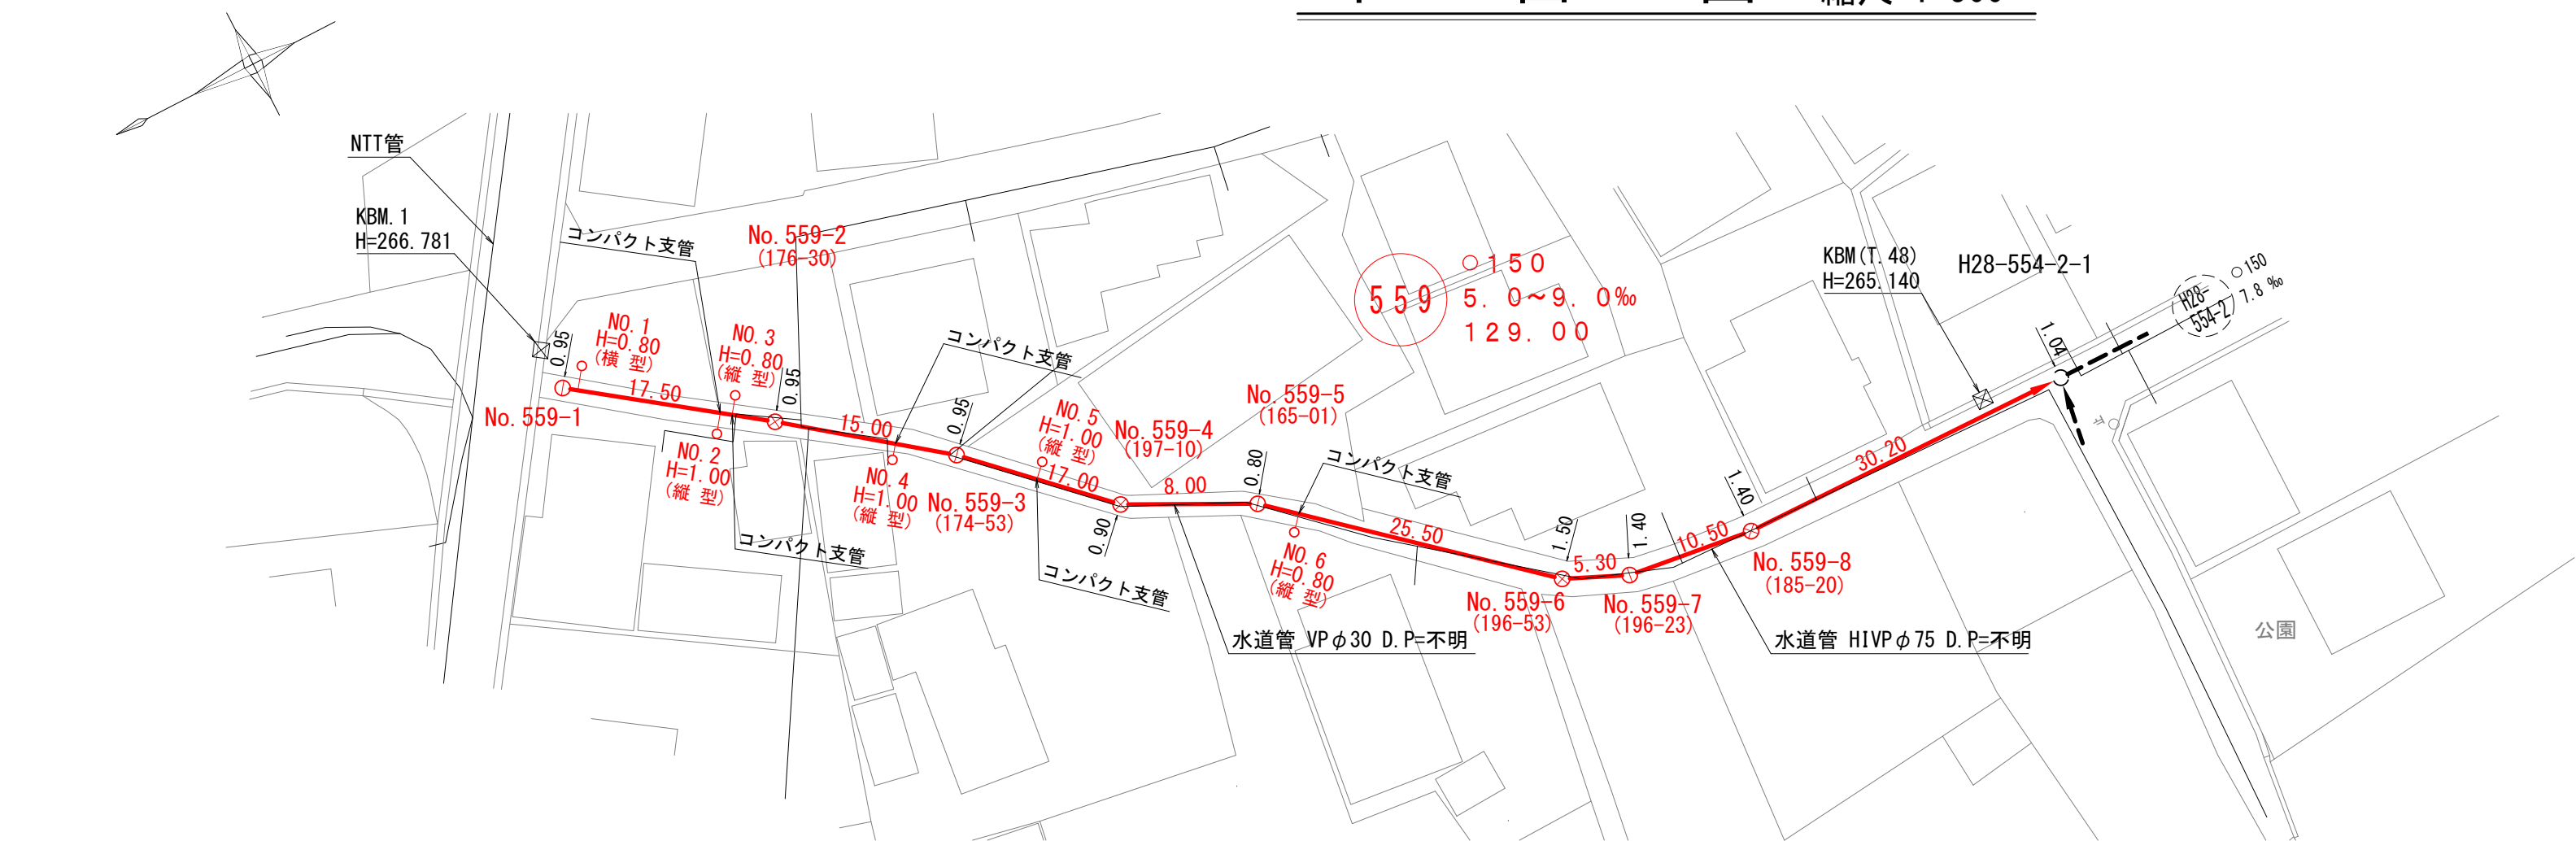 NTT管
KBM.1
H=266.781
コンパクト支管
No.559-2
(176-30)
559
○150
5.0~9.0‰
129.00
KBM(T.48)
H=265.140
H28-554-2-1
H28-
554-2
○150
7.8 ‰
1.04
0.95
NO.1
H=0.80
(横 型)
NO.3
H=0.80
(縦 型)
0.95
コンパクト支管
17.50
No.559-1
15.00
0.95
NO.5
H=1.00
(縦 型)
No.559-4
(197-10)
No.559-5
(165-01)
NO.2
H=1.00
(縦 型)
NO.4
H=1.00
(縦 型)
No.559-3
(174-53)
17.00
8.00
0.80
コンパクト支管
30.20
1.40
0.90
25.50
1.50
1.40
10.50
5.30
コンパクト支管
コンパクト支管
NO.6
H=0.80
(縦 型)
No.559-6
(196-53)
No.559-7
(196-23)
No.559-8
(185-20)
水道管 VPφ30 D.P=不明
水道管 HIVPφ75 D.P=不明
公園